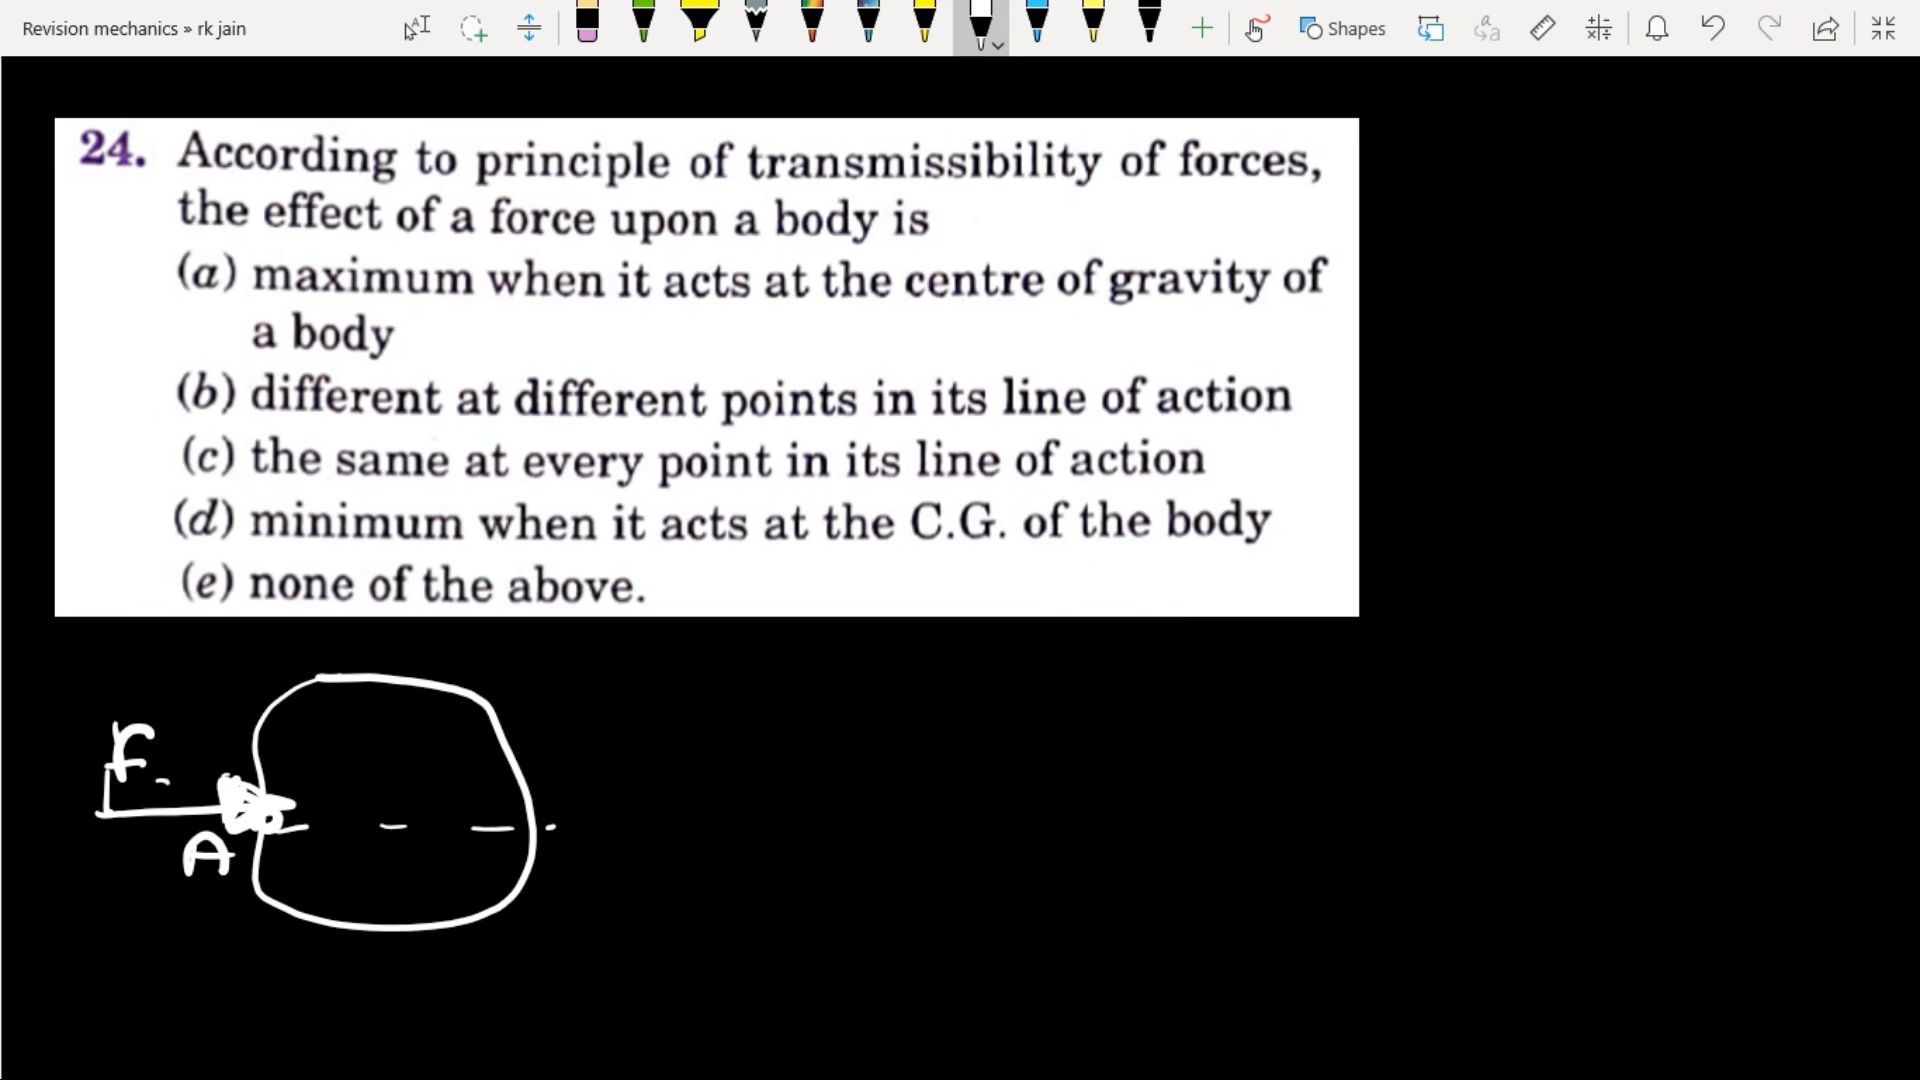 Revision mechanics » rk jain
Shapes
24. According to principle of transmissibility of forces,
the effect of a force upon a body is
(a) maximum when it acts at the centre of gravity of
a body
(b) different at different points in its line of action
(c) the same at every point in its line of action
(d) minimum when it acts at the C.G. of the body
(e) none of the above.
F.
A